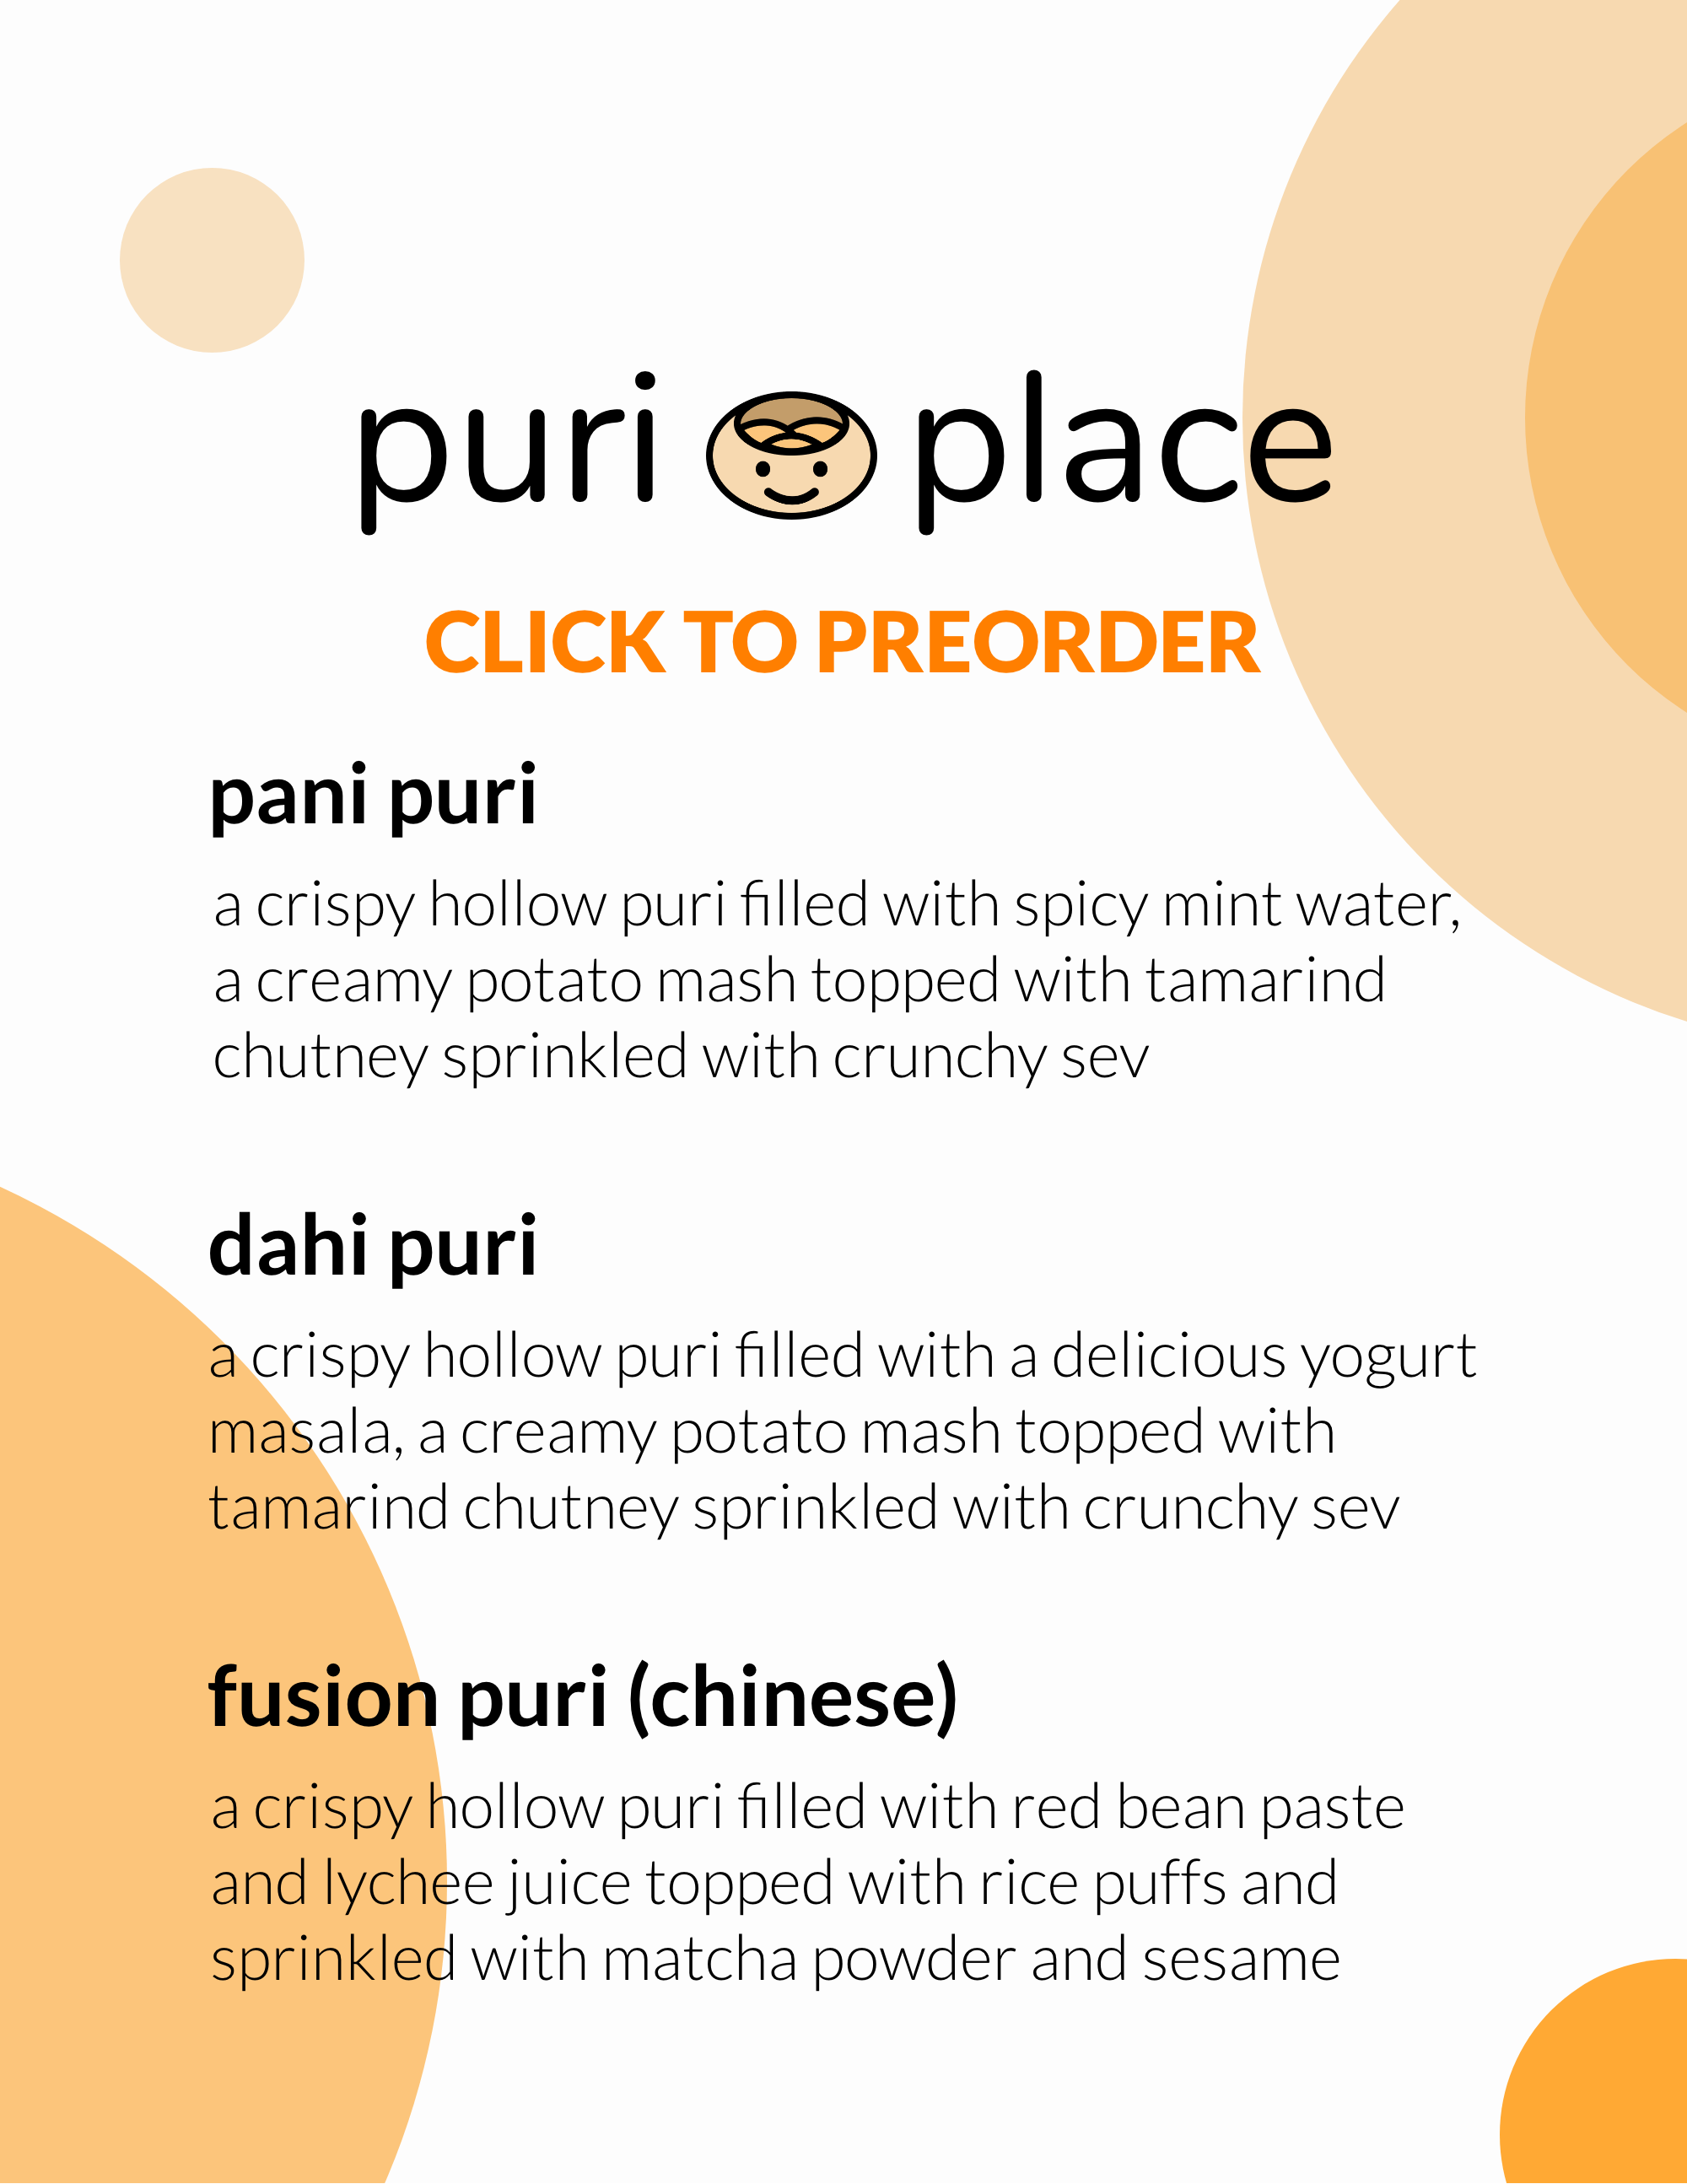 puri place
CLICK TO PREORDER
pani puri
a crispy hollow puri filled with spicy mint water,
a creamy potato mash topped with tamarind
chutney sprinkled with crunchy sev
dahi puri
a crispy hollow puri filled with a delicious yogurt
masala, a creamy potato mash topped with
tamarind chutney sprinkled with crunchy sev
fusion puri (chinese)
a crispy hollow puri filled with red bean paste
and lychee juice topped with rice puffs and
sprinkled with matcha powder and sesame